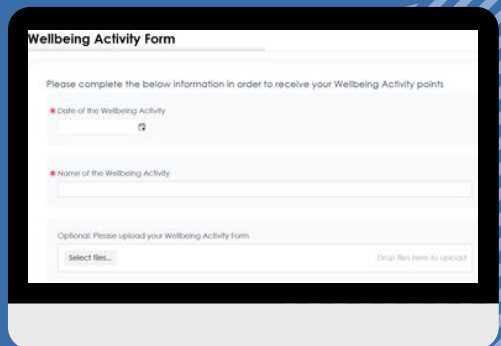 Wellbeing Activity Form
Please complete the below information in order to receive your Wellbeing Activity points
* Date of the Wellbeing Activity
* Name of the Wellbeing Activity
Optional: Please upload your Wellbeing Activity Form
Select files... Drop files here to upload